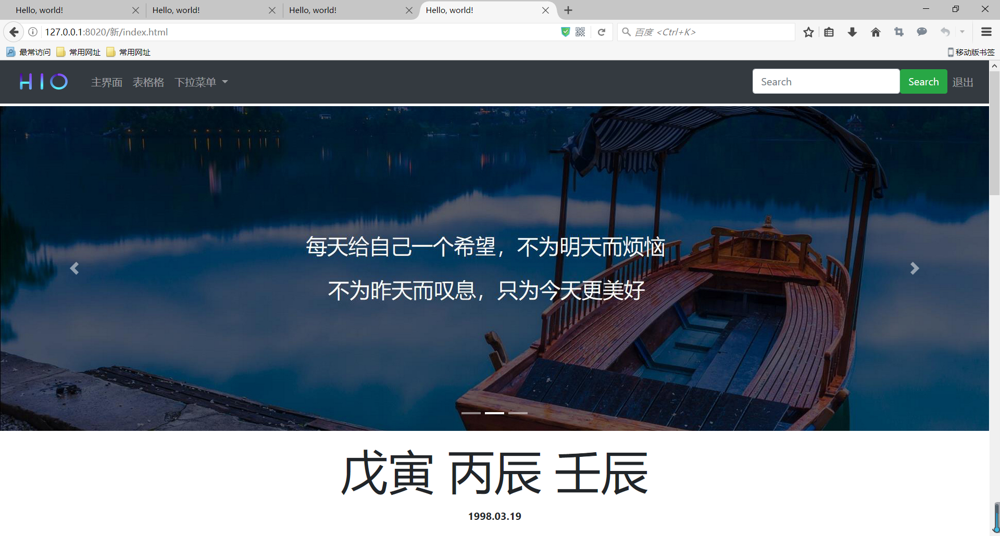 Hello, world!
Hello, world!
Hello, world!
Hello, world!
127.0.0.1:8020/新/index.html
百度 <Ctrl+K>
最常访问
常用网址
常用网址
移动版书签
HIO
主界面
表格格
下拉菜单
Search
Search
退出
每天给自己一个希望，不为明天而烦恼
不为昨天而叹息，只为今天更美好
戊寅 丙辰 壬辰
1998.03.19